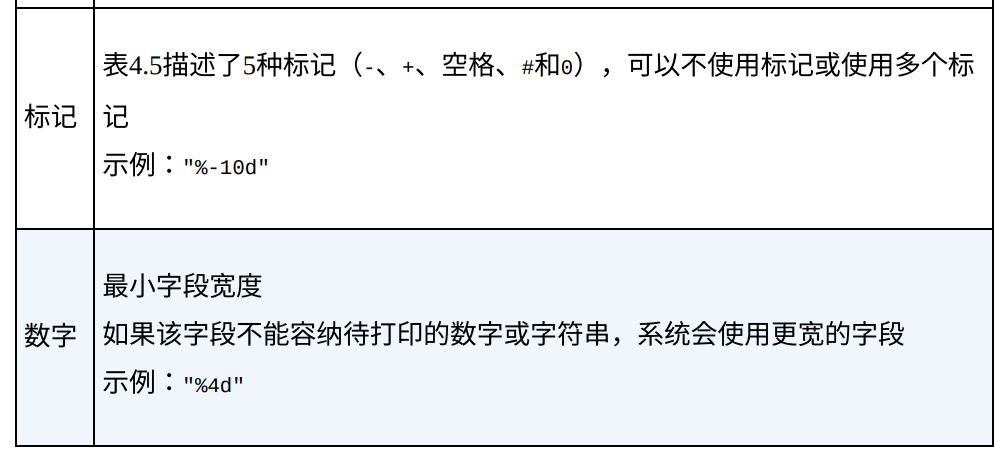 表4.5描述了5种标记（-、+、空格、#和0），可以不使用标记或使用多个标
标记
记
示例："%-10d"
最小字段宽度
数字
如果该字段不能容纳待打印的数字或字符串，系统会使用更宽的字段
示例："%4d"